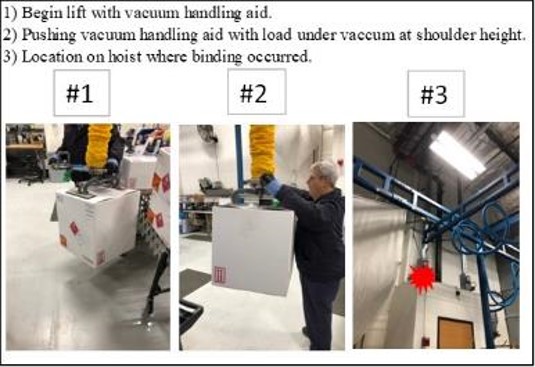 1) Begin lift with vacuum handling aid.
2) Pushing vacuum handling aid with load under vaccum at shoulder height.
3) Location on hoist where binding occurred.
#1
#2
#3